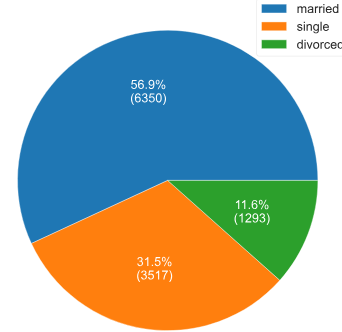 married
single
divorced
56.9%
(6350)
11.6%
(1293)
31.5%
(3517)